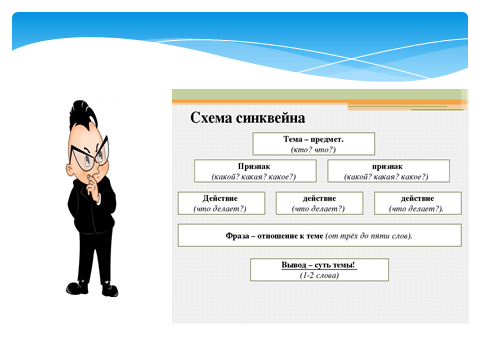 Схема синквейна
Тема – предмет.
(кто? что?)
Признак
(какой? какая? какое?)
признак
(какой? какая? какое?)
Действие
(что делает?)
действие
(что делает?)
действие
(что делает?).
Фраза – отношение к теме (от трёх до пяти слов).
Вывод – суть темы!
(1-2 слова)